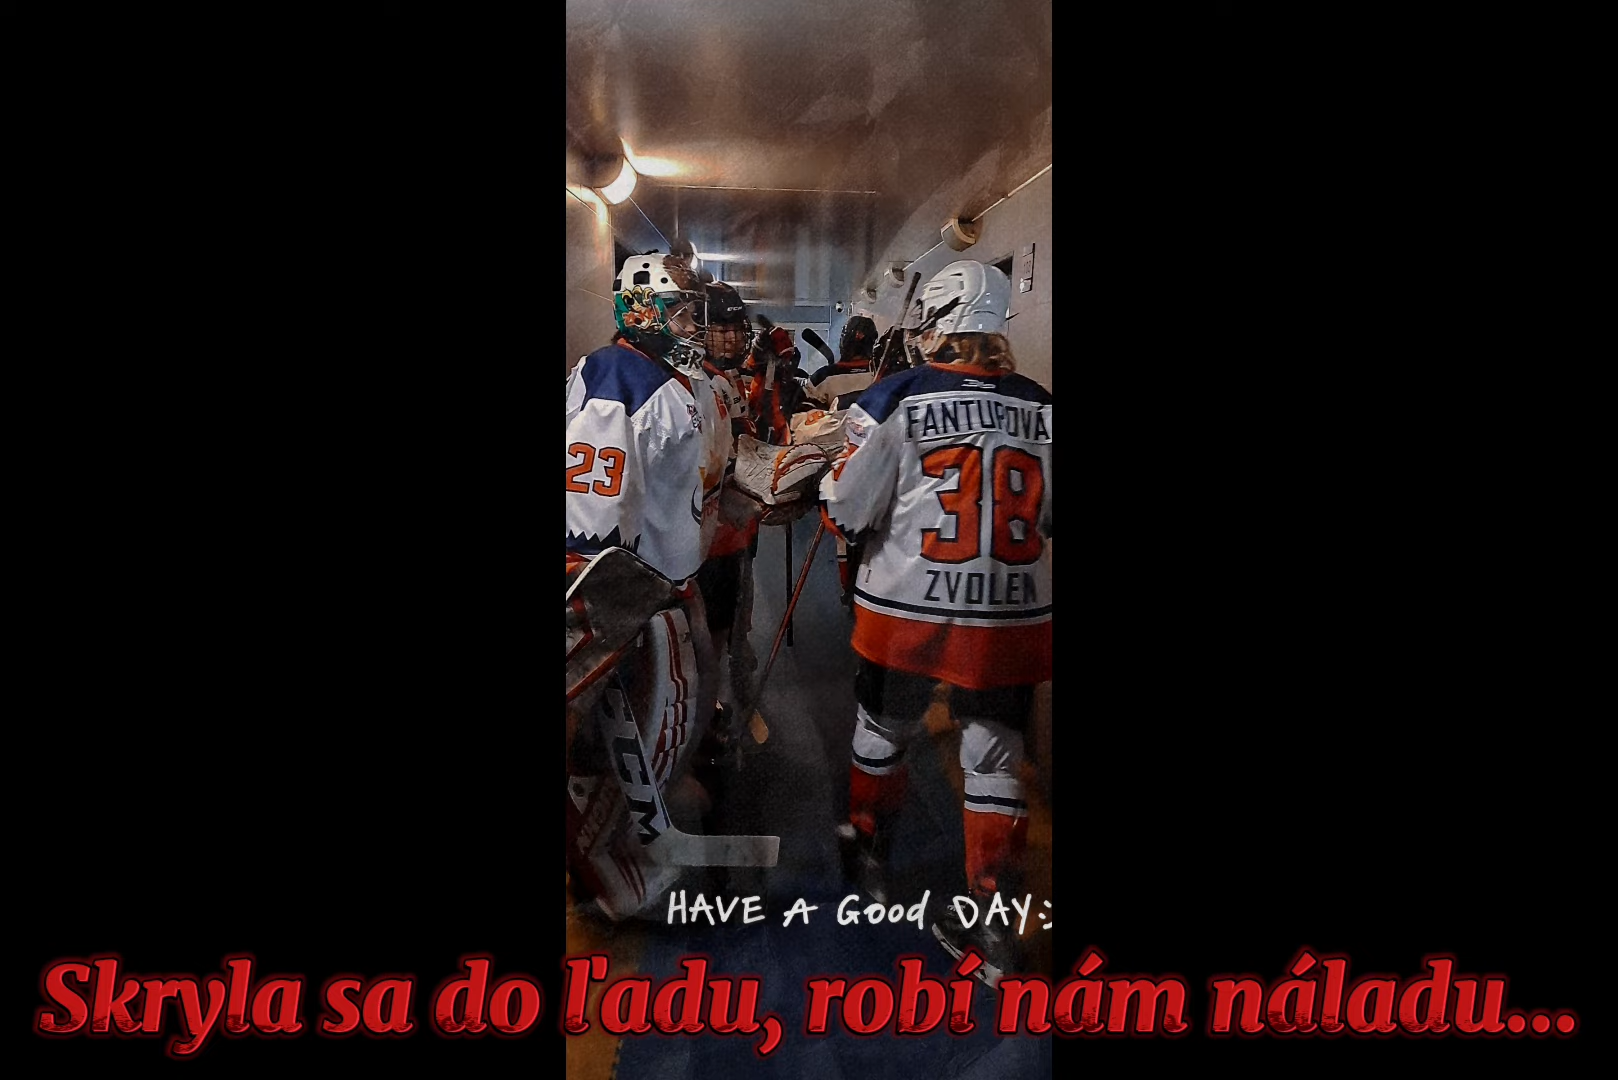 23
FANTUPOVÁ
38
ZVOLEN
CCM
HAVE A Good DAY:)
Skryla sa do ľadu, robí nám náladu...